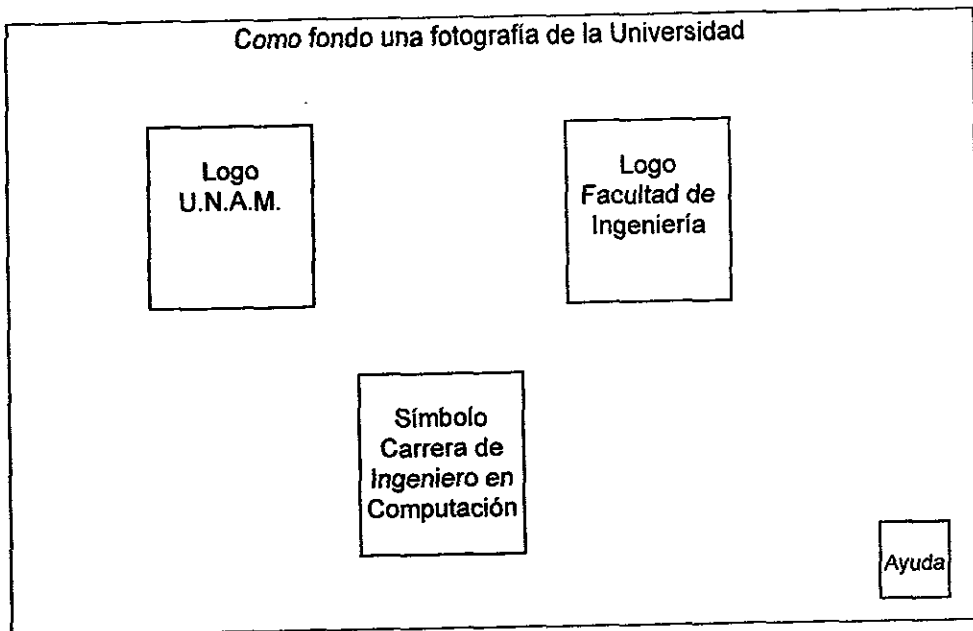 Como fondo una fotografía de la Universidad
Logo
U.N.A.M.
Logo
Facultad de
Ingeniería
Símbolo
Carrera de
Ingeniero en
Computación
Ayuda